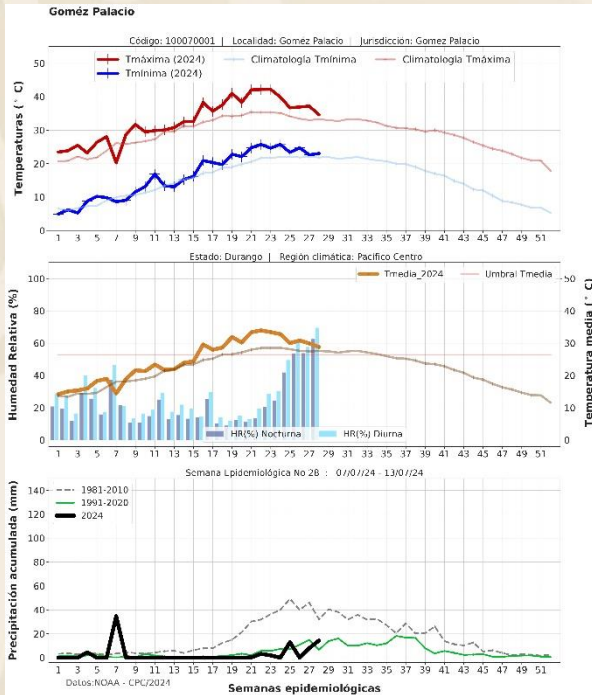 Goméz Palacio
Código: 100070001 | Localidad: Gomez Palacio | Jurisdicción: Gomez Palacio
Tmáxima (2024)
Tmínima (2024)
Climatología Tmínima
Climatología Tmáxima
Temperaturas (° C)
50
40
30
20
10
0
1 3 5 7 9 11 13 15 17 19 21 23 25 27 29 31 33 35 37 39 41 43 45 47 49 51
Estado: Durango | Región climática: Pacifico Centro
Tmedia_2024
Umbral Tmedia
Humedad Relativa (%)
100
80
60
40
20
0
50
40
30
20
10
0
Temperatura media (° C)
HR(%) Nocturna
HR(%) Diurna
1 3 5 7 9 11 13 15 17 19 21 23 25 27 29 31 33 35 37 39 41 43 45 47 49 51
Semana Epidemiológica No 28 : 07/07/24 - 13/07/24
1981-2010
1991-2020
2024
Precipitación acumulada (mm)
140
120
100
80
60
40
20
0
1 3 5 7 9 11 13 15 17 19 21 23 25 27 29 31 33 35 37 39 41 43 45 47 49 51
Datos:NOAA - CPC/2024
Semanas epidemiológicas